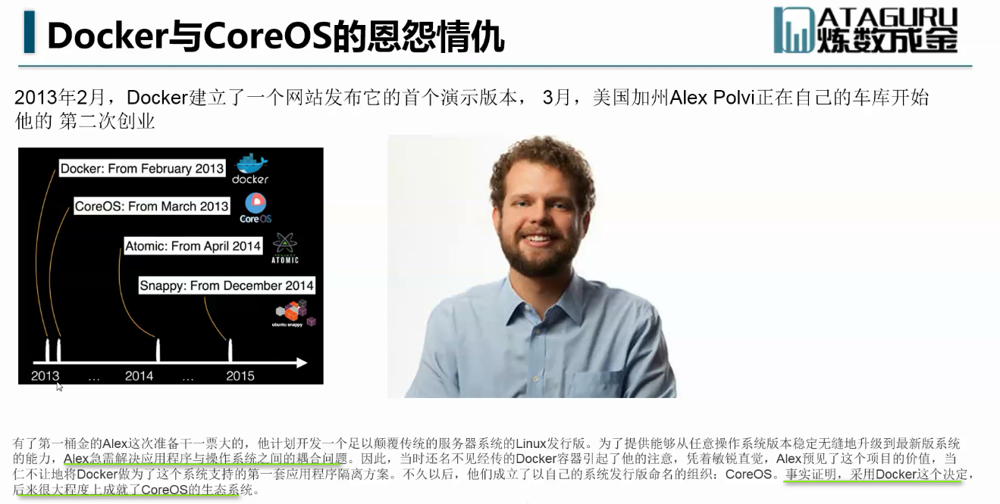 Docker与CoreOS的恩怨情仇
ATAGURU
炼数成金
2013年2月，Docker建立了一个网站发布它的首个演示版本， 3月，美国加州Alex Polvi正在自己的车库开始
他的 第二次创业
Docker: From February 2013
docker
CoreOS: From March 2013
CoreOS
Atomic: From April 2014
PROJECT
ATOMIC
Snappy: From December 2014
ubuntu snappy
2013 ... 2014 ... 2015
有了第一桶金的Alex这次准备干一票大的，他计划开发一个足以颠覆传统的服务器系统的Linux发行版。为了提供能够从任意操作系统版本稳定无缝地升级到最新版系统
的能力，Alex急需解决应用程序与操作系统之间的耦合问题。因此，当时还名不见经传的Docker容器引起了他的注意，凭着敏锐直觉，Alex预见了这个项目的价值，当
仁不让地将Docker做为了这个系统支持的第一套应用程序隔离方案。不久以后，他们成立了以自己的系统发行版命名的组织：CoreOS。事实证明，采用Docker这个决定，
后来很大程度上成就了CoreOS的生态系统。